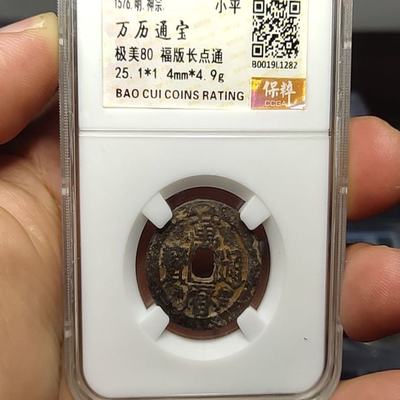 1576.明.神宗 小平
万历通宝
极美80 福版长点通
25.1*1.4mm*4.9g
BAO CUI COINS RATING
B0019L1282
保粹
CCGA